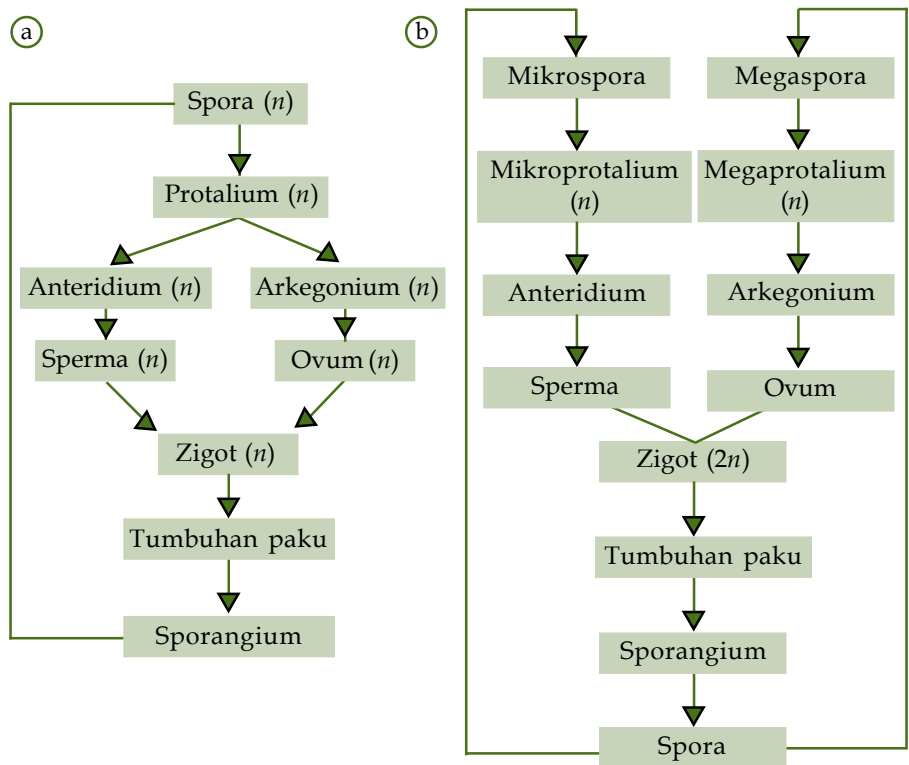 a
Spora (n)
Protalium (n)
Anteridium (n)
Arkegonium (n)
Sperma (n)
Ovum (n)
Zigot (n)
Tumbuhan paku
Sporangium
b
Mikrospora
Megaspora
Mikroprotalium
(n)
Megaprotalium
(n)
Anteridium
Arkegonium
Sperma
Ovum
Zigot (2n)
Tumbuhan paku
Sporangium
Spora